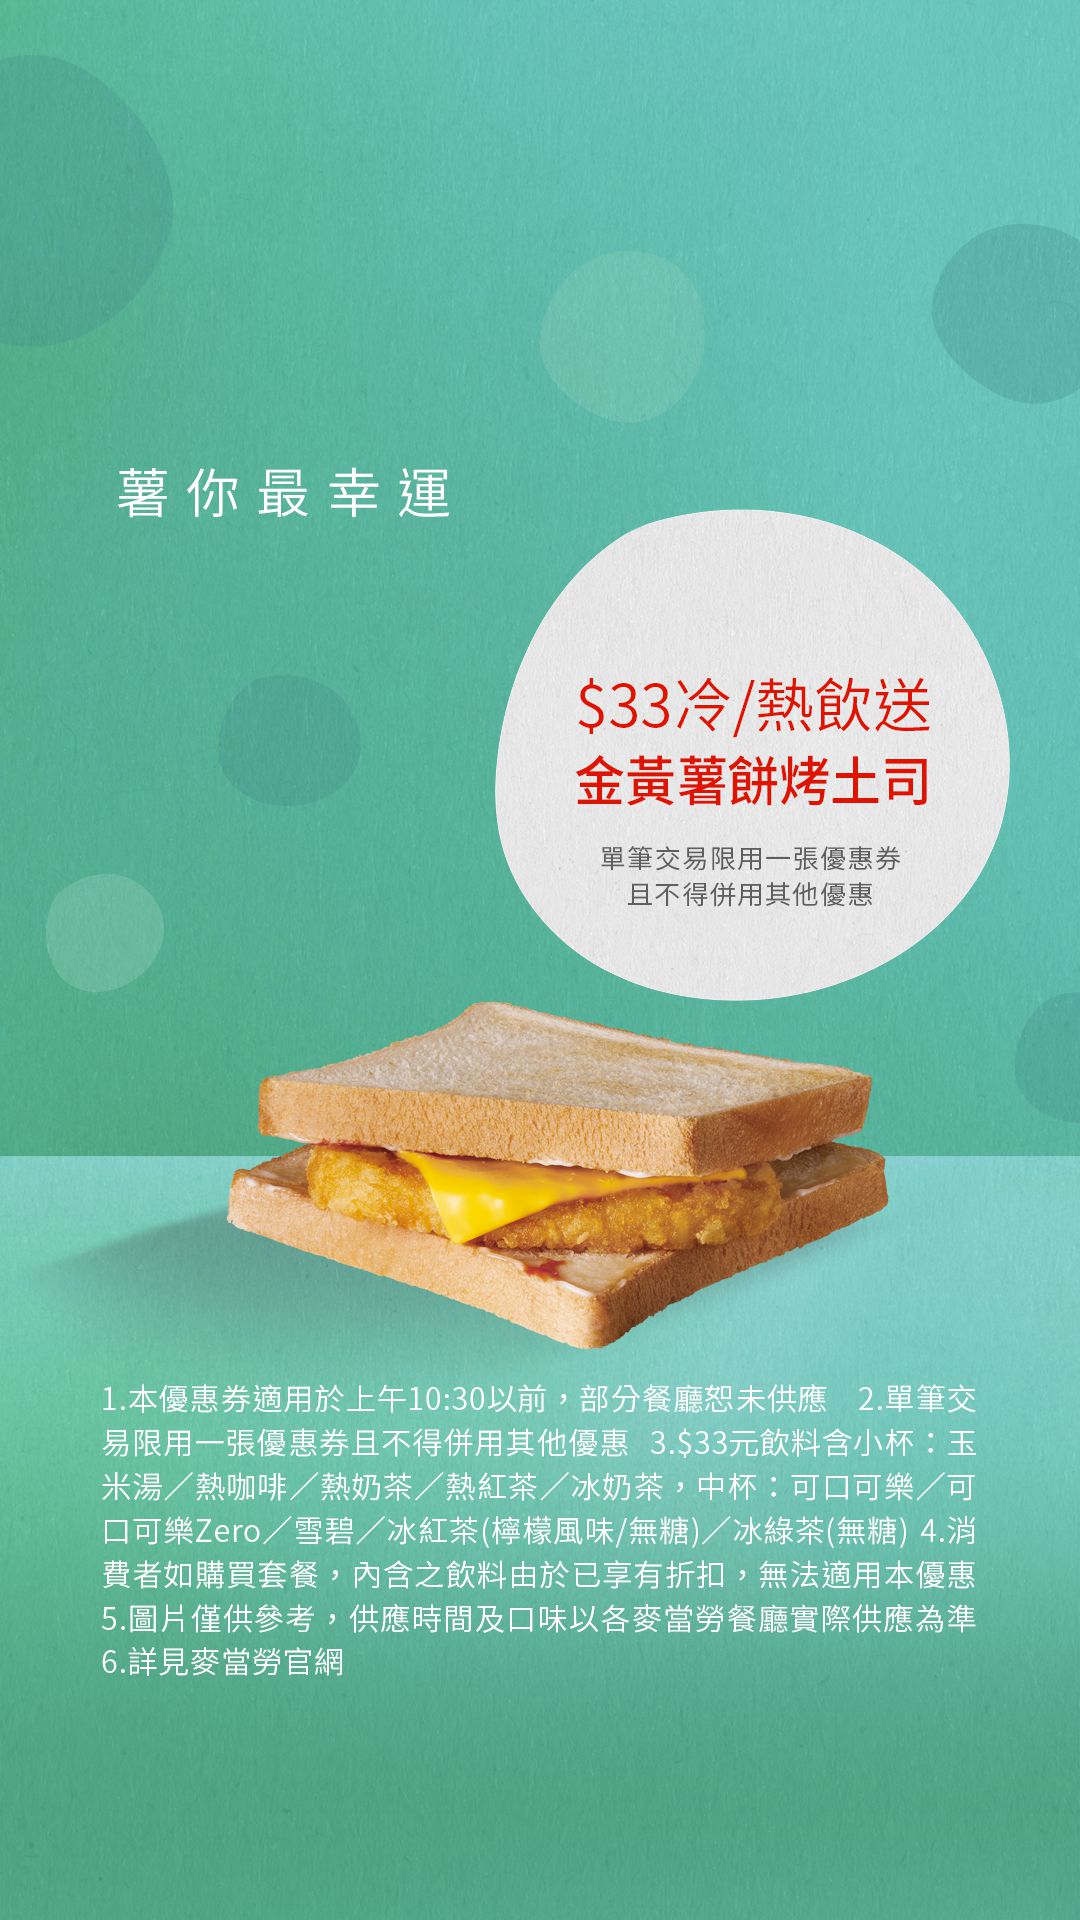 薯你最幸運
$33冷/熱飲送
金黃薯餅烤土司
單筆交易限用一張優惠券
且不得併用其他優惠
1.本優惠券適用於上午10:30以前，部分餐廳恕未供應　2.單筆交
易限用一張優惠券且不得併用其他優惠 3.$33元飲料含小杯：玉
米湯／熱咖啡／熱奶茶／熱紅茶／冰奶茶，中杯：可口可樂／可
口可樂Zero／雪碧／冰紅茶(檸檬風味/無糖)／冰綠茶(無糖) 4.消
費者如購買套餐，內含之飲料由於已享有折扣，無法適用本優惠
5.圖片僅供參考，供應時間及口味以各麥當勞餐廳實際供應為準
6.詳見麥當勞官網